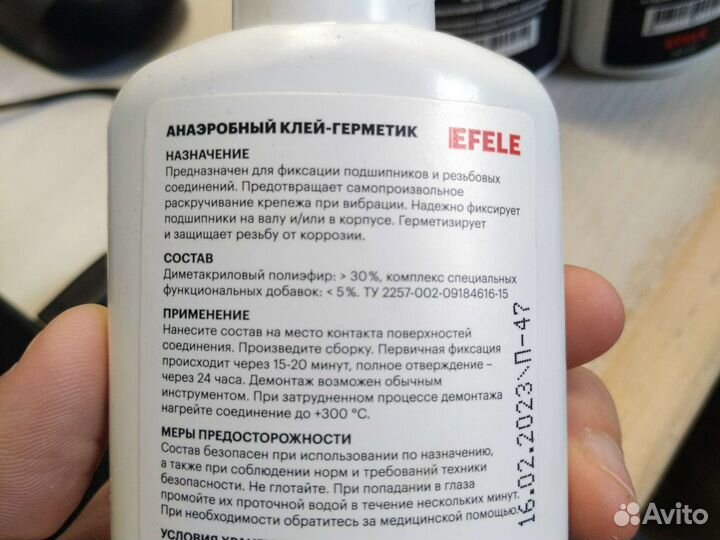 АНАЭРОБНЫЙ КЛЕЙ-ГЕРМЕТИК
EFELE
НАЗНАЧЕНИЕ
Предназначен для фиксации подшипников и резьбовых
соединений. Предотвращает самопроизвольное
раскручивание крепежа при вибрации. Надежно фиксирует
подшипники на валу и/или в корпусе. Герметизирует
и защищает резьбу от коррозии.
СОСТАВ
Диметакриловый полиэфир: > 30%, комплекс специальных
функциональных добавок: < 5%. ТУ 2257-002-09184616-15
ПРИМЕНЕНИЕ
Нанесите состав на место контакта поверхностей
соединения. Произведите сборку. Первичная фиксация
происходит через 15-20 минут, полное отверждение –
через 24 часа. Демонтаж возможен обычным
инструментом. При затрудненном процессе демонтажа
нагрейте соединение до +300 °С.
МЕРЫ ПРЕДОСТОРОЖНОСТИ
Состав безопасен при использовании по назначению,
а также при соблюдении норм и требований техники
безопасности. Не глотайте. При попадании в глаза
промойте их проточной водой в течение нескольких минут.
При необходимости обратитесь за медицинской помощью.
УСЛОВИЯ
16.02.2023\П-47
EFELE
Avito